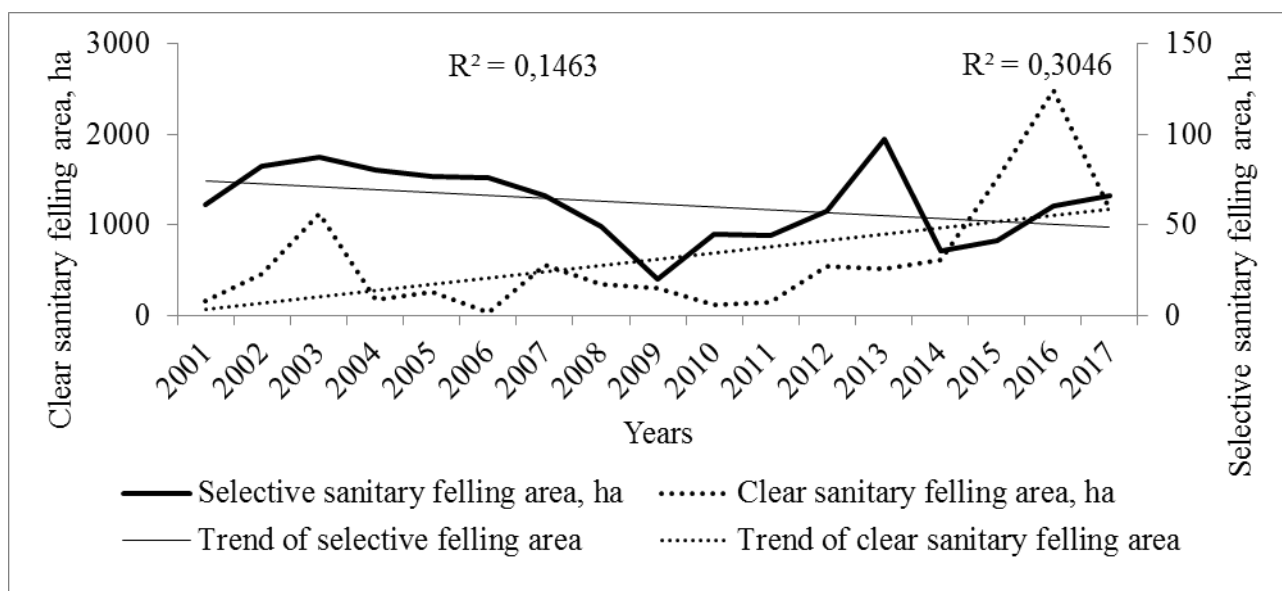 Clear sanitary felling area, ha
3000
2000
1000
0
R² = 0,1463
R² = 0,3046
150
100
50
0
Selective sanitary felling area, ha
2001
2002
2003
2004
2005
2006
2007
2008
2009
2010
2011
2012
2013
2014
2015
2016
2017
Years
Selective sanitary felling area, ha
Clear sanitary felling area, ha
Trend of selective felling area
Trend of clear sanitary felling area